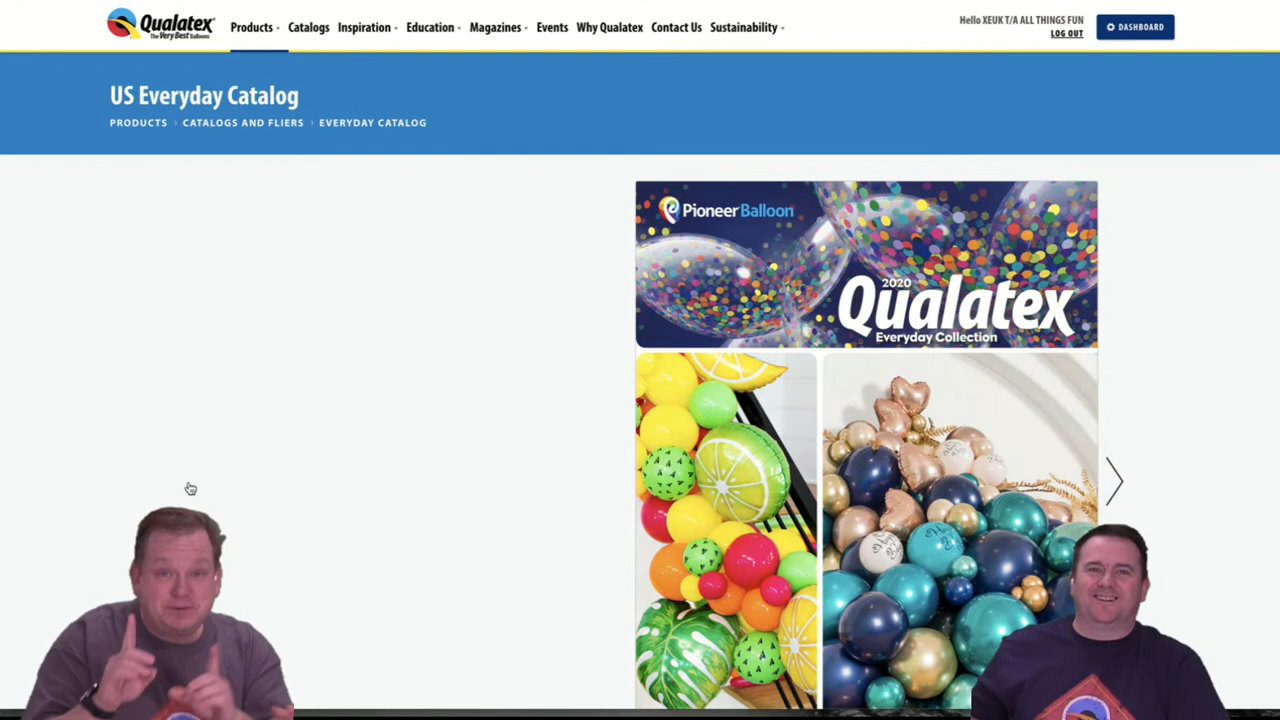 Qualatex
The Very Best Balloons
Products
Catalogs
Inspiration
Education
Magazines
Events
Why Qualatex
Contact Us
Sustainability
Hello XEUK T/A ALL THINGS FUN
LOG OUT
DASHBOARD
US Everyday Catalog
PRODUCTS › CATALOGS AND FLIERS › EVERYDAY CATALOG
Pioneer Balloon
2020
Qualatex
Everyday Collection